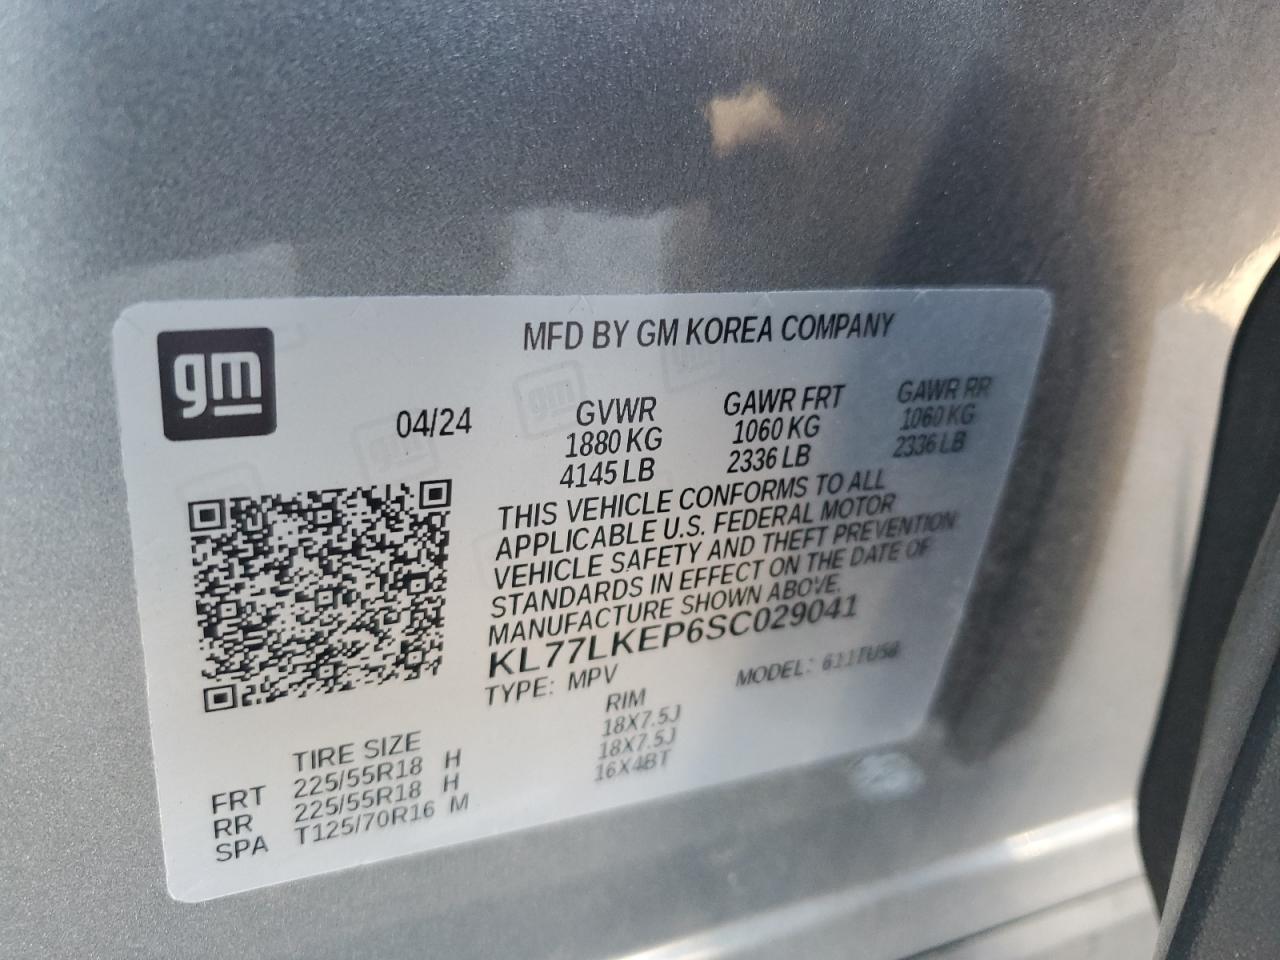 gm
MFD BY GM KOREA COMPANY
04/24
GVWR GAWR FRT GAWR RR
1880 KG 1060 KG 1060 KG
4145 LB 2336 LB 2336 LB
THIS VEHICLE CONFORMS TO ALL
APPLICABLE U.S. FEDERAL MOTOR
VEHICLE SAFETY AND THEFT PREVENTION
STANDARDS IN EFFECT ON THE DATE OF
MANUFACTURE SHOWN ABOVE.
KL77LKEP6SC029041
TYPE: MPV MODEL: 611TU58
TIRE SIZE RIM
FRT 225/55R18 H 18X7.5J
RR 225/55R18 H 18X7.5J
SPA T125/70R16 M 16X4BT